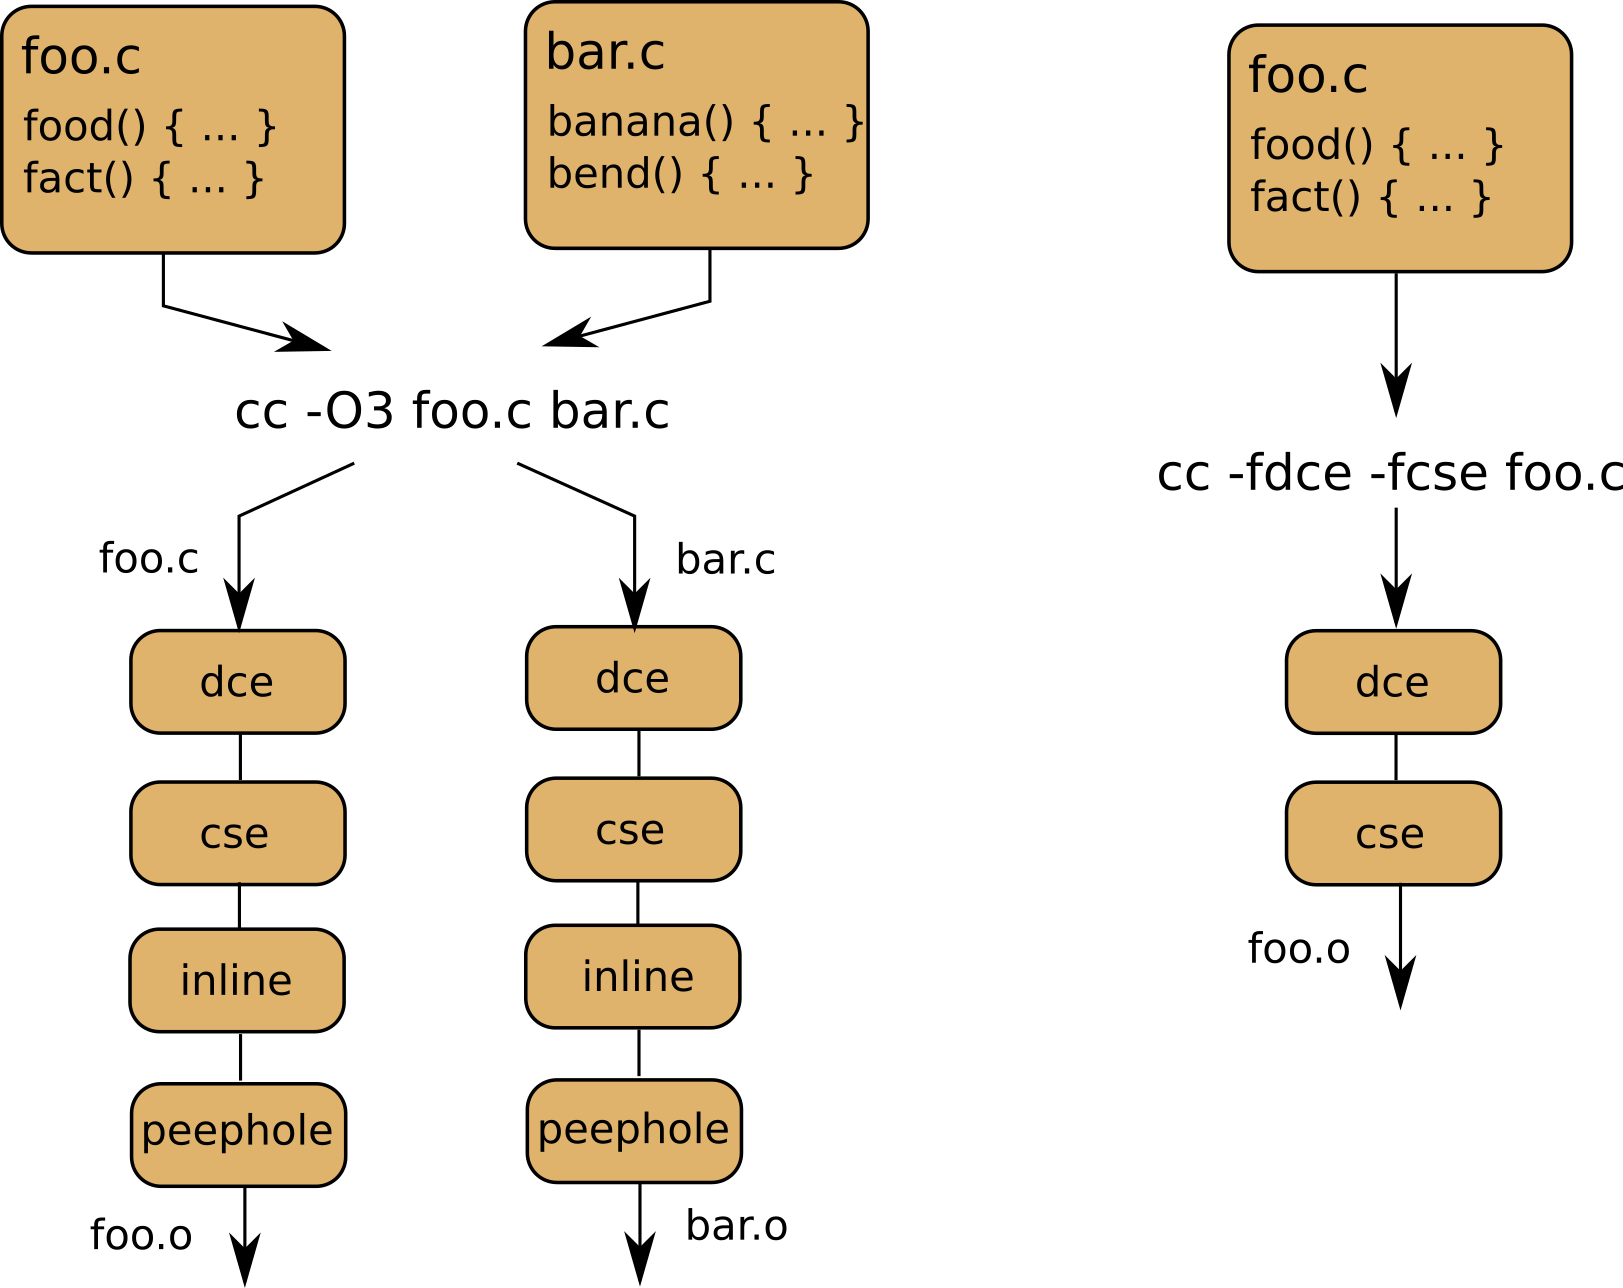 foo.c
food() { ... }
fact() { ... }
bar.c
banana() { ... }
bend() { ... }
cc -O3 foo.c bar.c
foo.c
bar.c
dce
cse
inline
peephole
foo.o
dce
cse
inline
peephole
bar.o
foo.c
food() { ... }
fact() { ... }
cc -fdce -fcse foo.c
dce
cse
foo.o